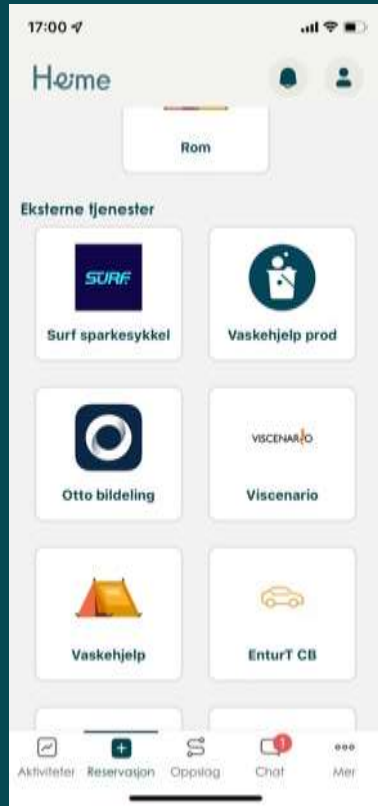 17:00
Heime
Rom
Eksterne tjenester
SURF
Surf sparkesykkel
Vaskehjelp prod
VISCENARIO
Otto bildeling
Viscenario
Vaskehjelp
EnturT CB
1
Aktiviteter
Reservasjon
Oppslag
Chat
Mer